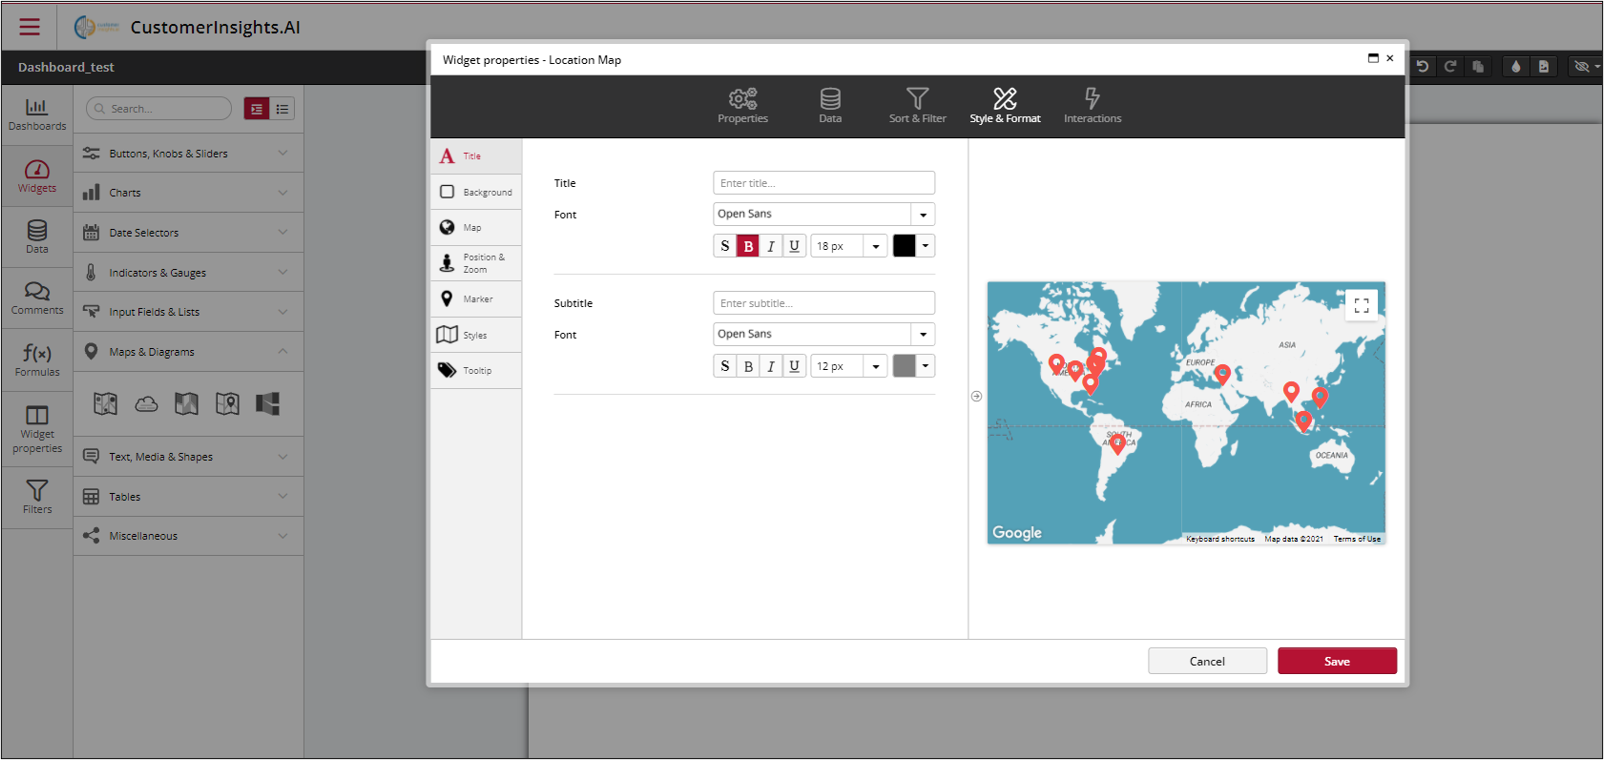 CustomerInsights.AI
Dashboard_test
Dashboards
Widgets
Data
Comments
f(x)
Formulas
Widget
properties
Filters
Search...
Buttons, Knobs & Sliders
Charts
Date Selectors
Indicators & Gauges
Input Fields & Lists
Maps & Diagrams
Text, Media & Shapes
Tables
Miscellaneous
Widget properties - Location Map
Properties
Data
Sort & Filter
Style & Format
Interactions
A Title
Background
Map
Position &
Zoom
Marker
Styles
Tooltip
Title
Enter title...
Font
Open Sans
S B I U 18 px
Subtitle
Enter subtitle...
Font
Open Sans
S B I U 12 px
ASIA
EUROPE
AFRICA
SOUTH
AMERICA
OCEANIA
Google
Keyboard shortcuts Map data ©2021 Terms of Use
Cancel
Save